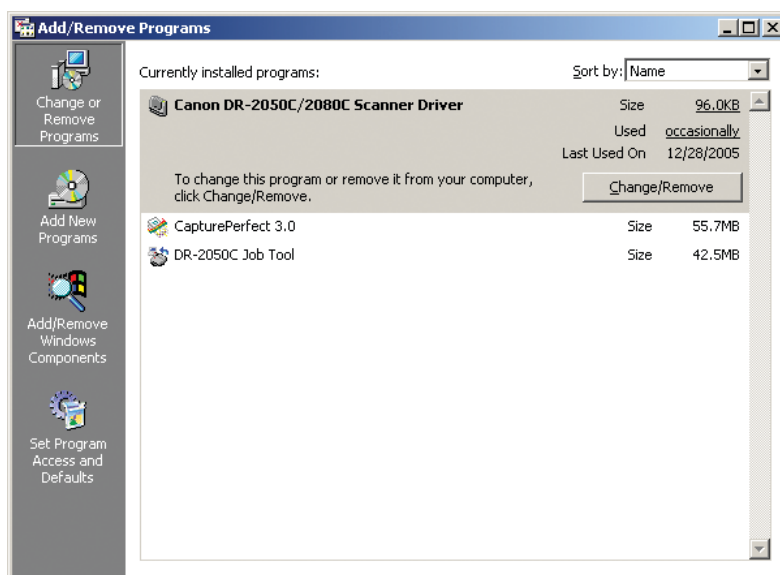 Add/Remove Programs
Change or
Remove
Programs
Add New
Programs
Add/Remove
Windows
Components
Set Program
Access and
Defaults
Currently installed programs:
Sort by: Name
Canon DR-2050C/2080C Scanner Driver
Size 96.0KB
Used occasionally
Last Used On 12/28/2005
To change this program or remove it from your computer,
click Change/Remove.
Change/Remove
CapturePerfect 3.0 Size 55.7MB
DR-2050C Job Tool Size 42.5MB